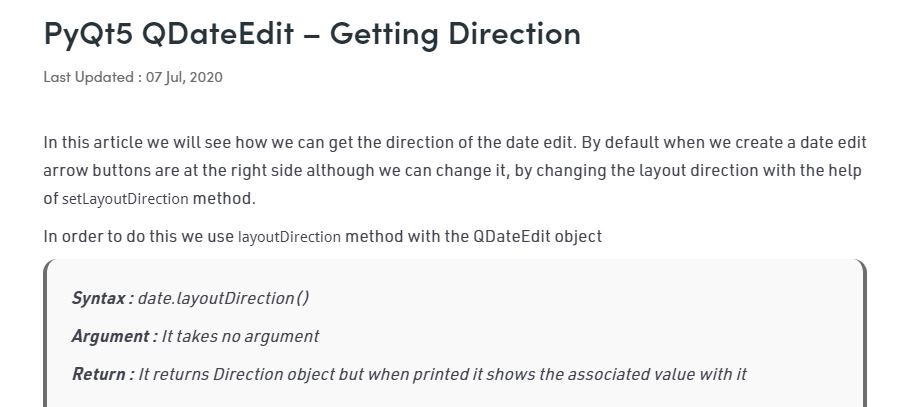 PyQt5 QDateEdit – Getting Direction
Last Updated : 07 Jul, 2020
In this article we will see how we can get the direction of the date edit. By default when we create a date edit
arrow buttons are at the right side although we can change it, by changing the layout direction with the help
of setLayoutDirection method.
In order to do this we use layoutDirection method with the QDateEdit object
Syntax : date.layoutDirection()
Argument : It takes no argument
Return : It returns Direction object but when printed it shows the associated value with it